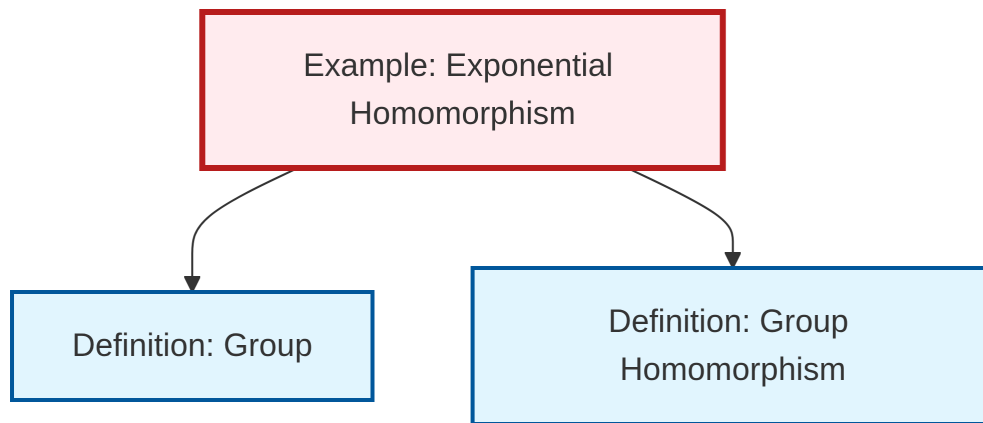 Example: Exponential
Homomorphism
Definition: Group
Definition: Group
Homomorphism